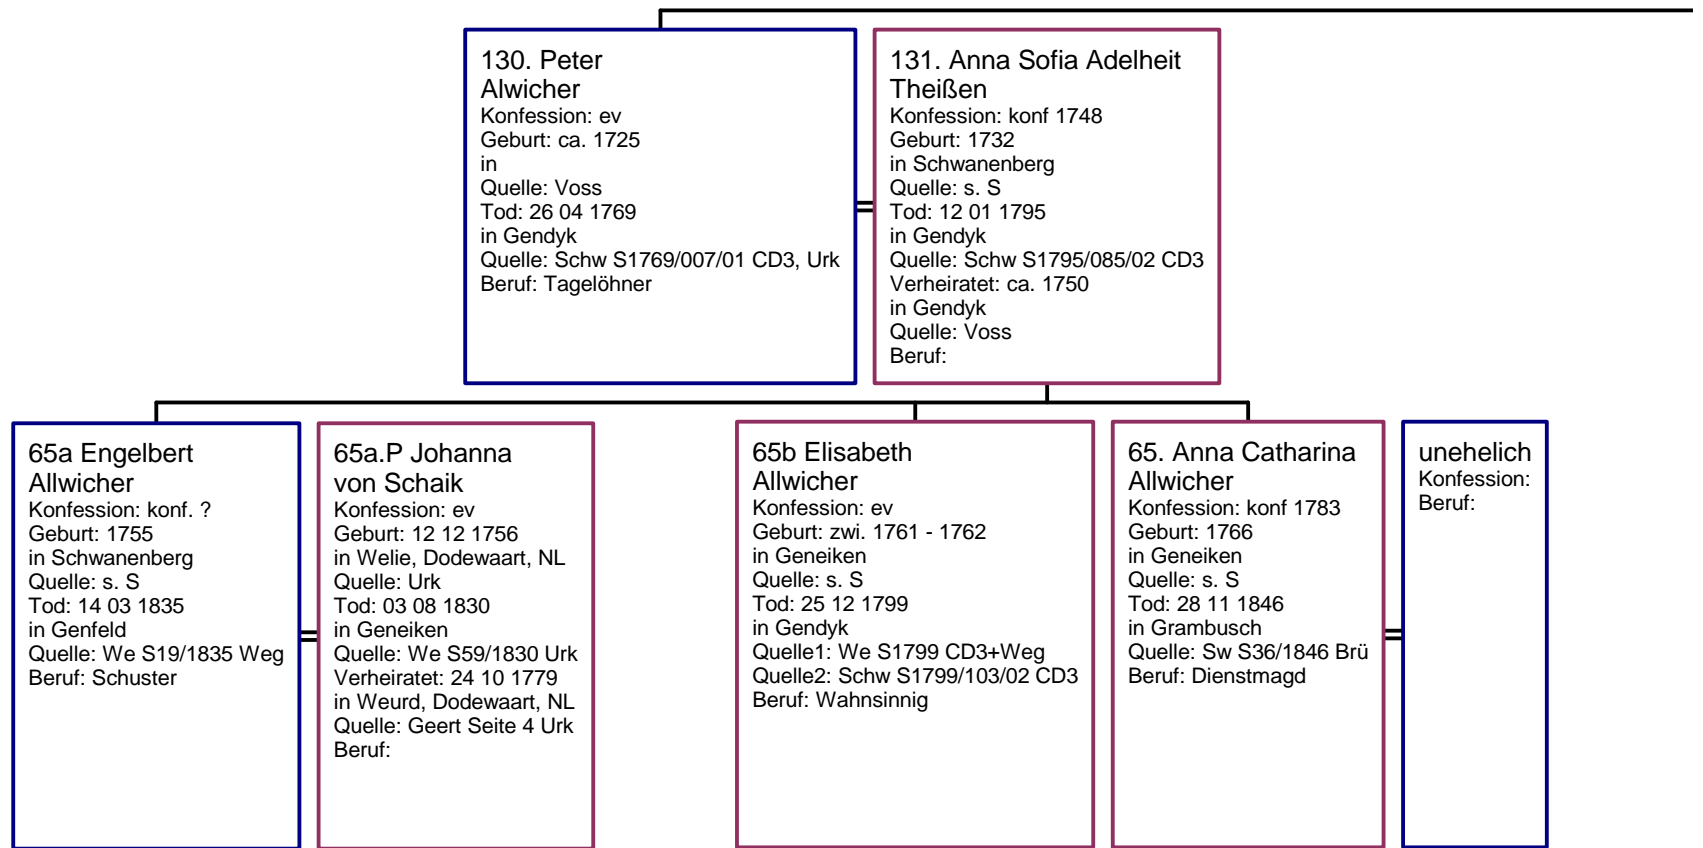 130. Peter
Alwicher
Konfession: ev
Geburt: ca. 1725
in
Quelle: Voss
Tod: 26 04 1769
in Gendyk
Quelle: Schw S1769/007/01 CD3, Urk
Beruf: Tagelöhner
131. Anna Sofia Adelheit
Theißen
Konfession: konf 1748
Geburt: 1732
in Schwanenberg
Quelle: s. S
Tod: 12 01 1795
in Gendyk
Quelle: Schw S1795/085/02 CD3
Verheiratet: ca. 1750
in Gendyk
Quelle: Voss
Beruf:
65a Engelbert
Allwicher
Konfession: konf. ?
Geburt: 1755
in Schwanenberg
Quelle: s. S
Tod: 14 03 1835
in Genfeld
Quelle: We S19/1835 Weg
Beruf: Schuster
65a.P Johanna
von Schaik
Konfession: ev
Geburt: 12 12 1756
in Welie, Dodewaart, NL
Quelle: Urk
Tod: 03 08 1830
in Geneiken
Quelle: We S59/1830 Urk
Verheiratet: 24 10 1779
in Weurd, Dodewaart, NL
Quelle: Geert Seite 4 Urk
Beruf:
65b Elisabeth
Allwicher
Konfession: ev
Geburt: zwi. 1761 - 1762
in Geneiken
Quelle: s. S
Tod: 25 12 1799
in Gendyk
Quelle1: We S1799 CD3+Weg
Quelle2: Schw S1799/103/02 CD3
Beruf: Wahnsinnig
65. Anna Catharina
Allwicher
Konfession: konf 1783
Geburt: 1766
in Geneiken
Quelle: s. S
Tod: 28 11 1846
in Grambusch
Quelle: Sw S36/1846 Brü
Beruf: Dienstmagd
unehelich
Konfession:
Beruf: